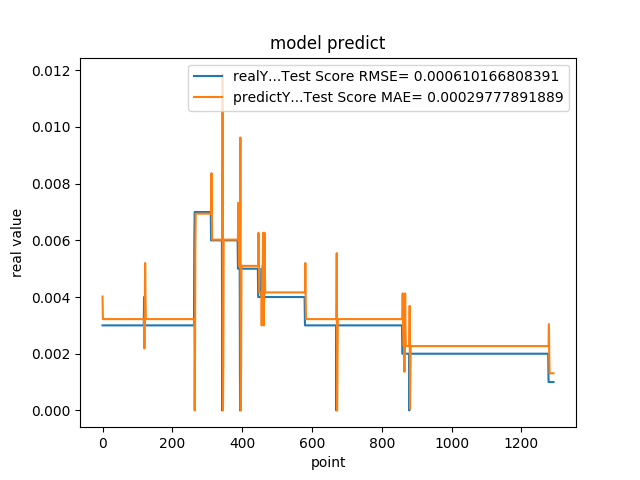 model predict
realY...Test Score RMSE= 0.000610166808391
predictY...Test Score MAE= 0.00029777891889
0.012
0.010
0.008
0.006
0.004
0.002
0.000
real value
0 200 400 600 800 1000 1200
point